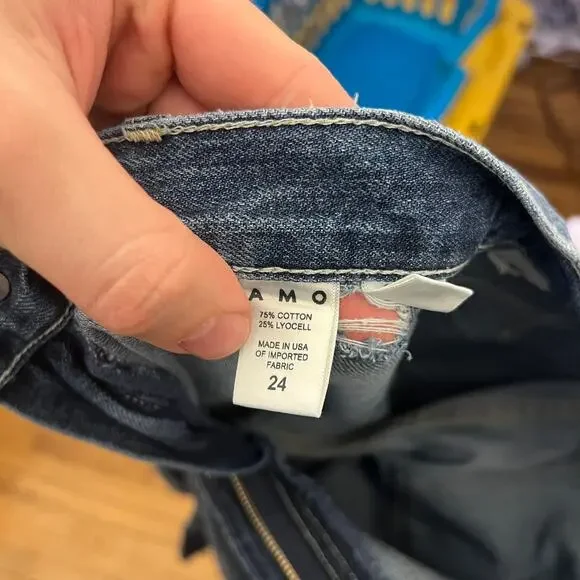 AMO
75% COTTON
25% LYOCELL
MADE IN USA
OF IMPORTED
FABRIC
24